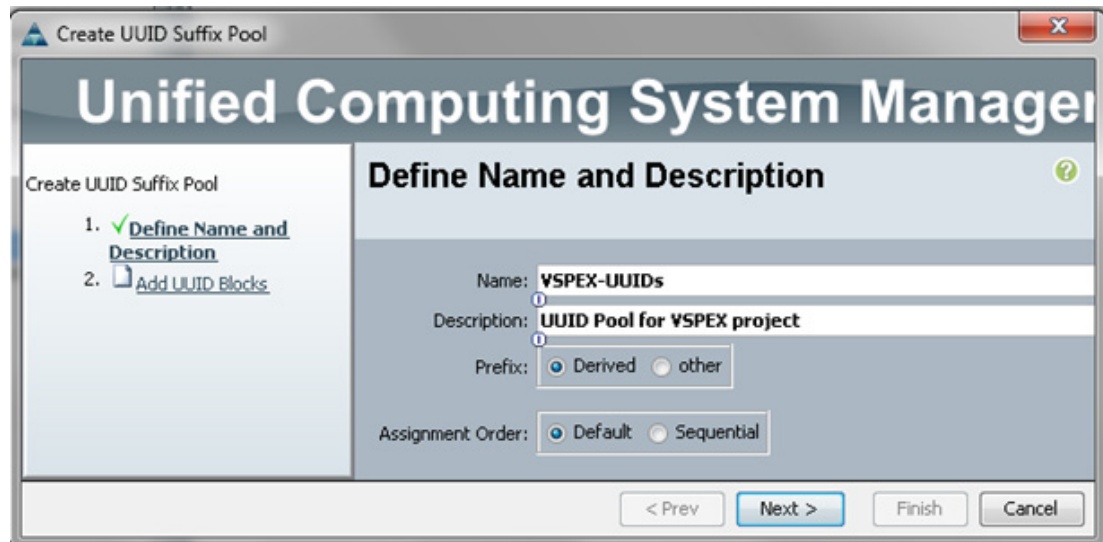 Create UUID Suffix Pool
Unified Computing System Manager
Create UUID Suffix Pool
1. Define Name and
Description
2. Add UUID Blocks
Define Name and Description
Name: VSPEX-UUIDs
Description: UUID Pool for VSPEX project
Prefix: Derived other
Assignment Order: Default Sequential
< Prev Next > Finish Cancel